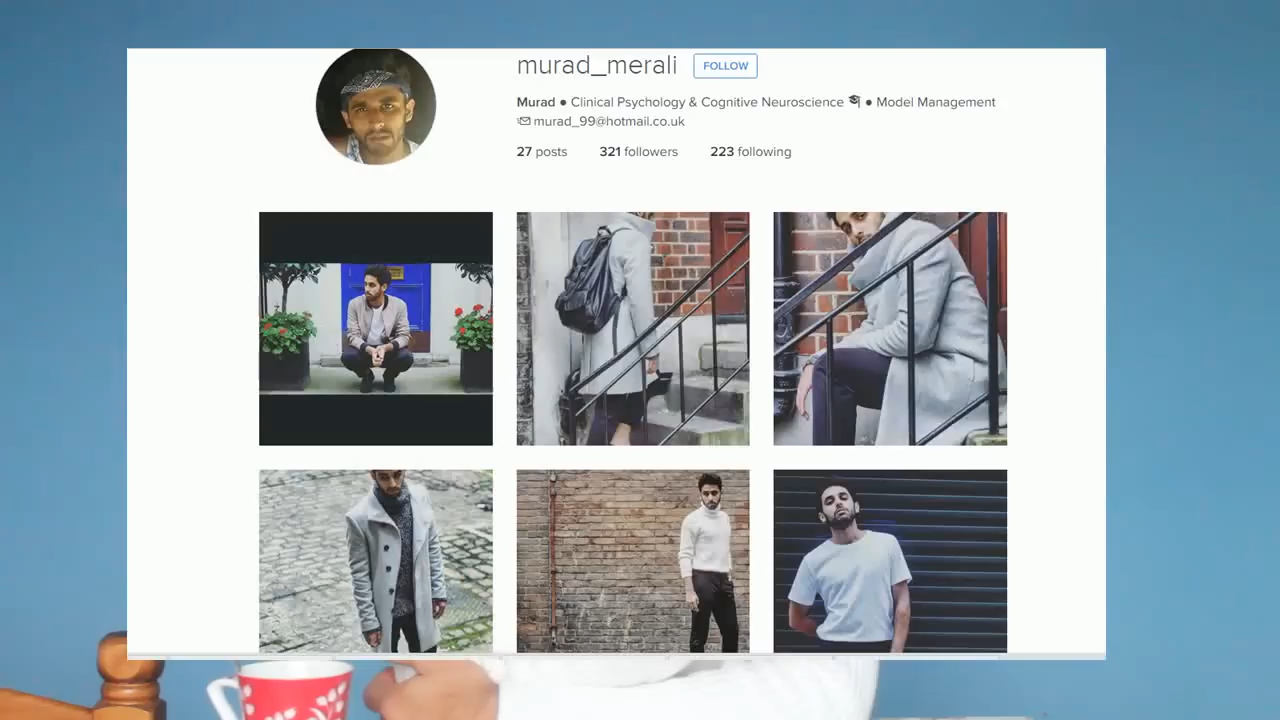 murad_merali FOLLOW
Murad ● Clinical Psychology & Cognitive Neuroscience 🎓 ● Model Management
murad_99@hotmail.co.uk
27 posts 321 followers 223 following